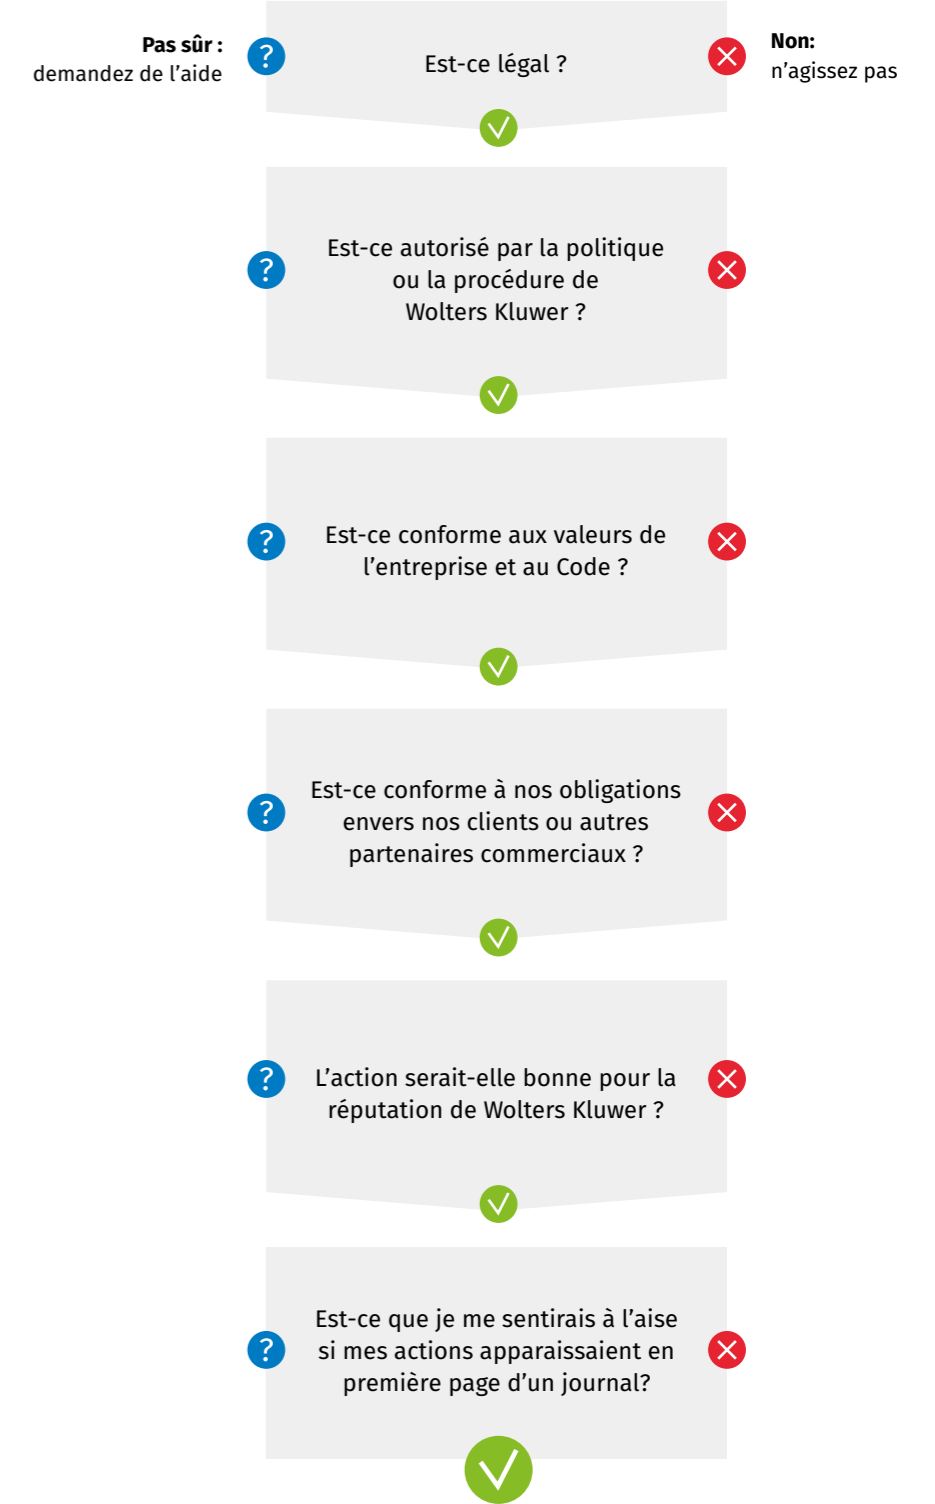 Pas sûr :
demandez de l’aide
Est-ce légal ?
Non:
n’agissez pas
Est-ce autorisé par la politique
ou la procédure de
Wolters Kluwer ?
Est-ce conforme aux valeurs de
l’entreprise et au Code ?
Est-ce conforme à nos obligations
envers nos clients ou autres
partenaires commerciaux ?
L’action serait-elle bonne pour la
réputation de Wolters Kluwer ?
Est-ce que je me sentirais à l’aise
si mes actions apparaissaient en
première page d’un journal?